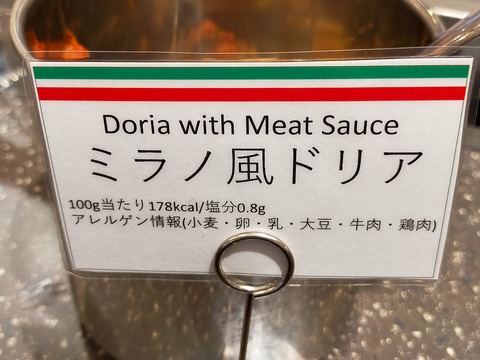 Doria with Meat Sauce
ミラノ風ドリア
100g当たり178kcal/塩分0.8g
アレルゲン情報(小麦・卵・乳・大豆・牛肉・鶏肉)